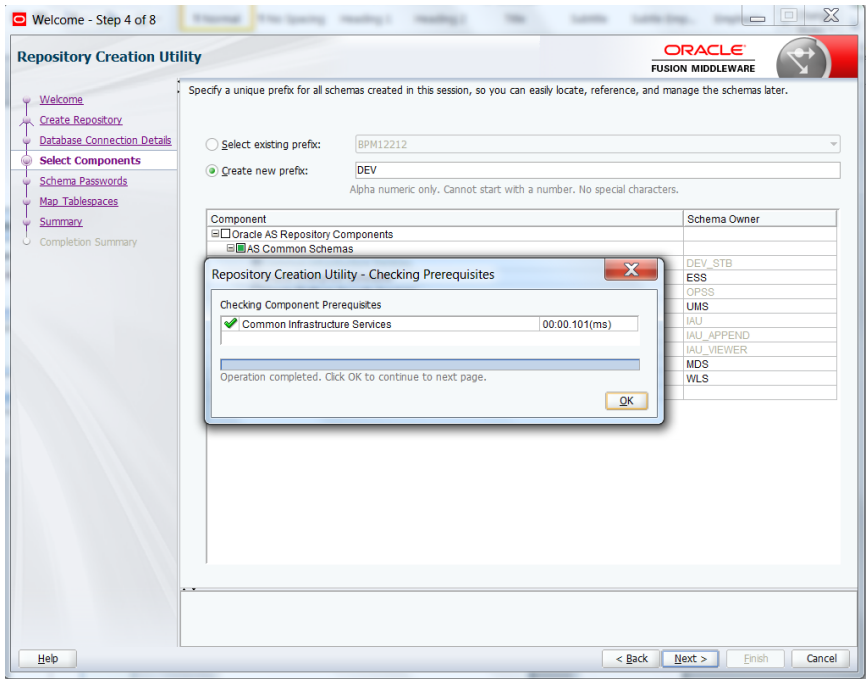 Welcome - Step 4 of 8
Repository Creation Utility
ORACLE
FUSION MIDDLEWARE
Welcome
Create Repository
Database Connection Details
Select Components
Schema Passwords
Map Tablespaces
Summary
Completion Summary
Specify a unique prefix for all schemas created in this session, so you can easily locate, reference, and manage the schemas later.
Select existing prefix: BPM12212
Create new prefix: DEV
Alpha numeric only. Cannot start with a number. No special characters.
Component Schema Owner
Oracle AS Repository Components
AS Common Schemas
DEV_STB
ESS
OPSS
UMS
IAU
IAU_APPEND
IAU_VIEWER
MDS
WLS
Repository Creation Utility - Checking Prerequisites
Checking Component Prerequisites
Common Infrastructure Services 00:00.101(ms)
Operation completed. Click OK to continue to next page.
OK
Help < Back Next > Finish Cancel